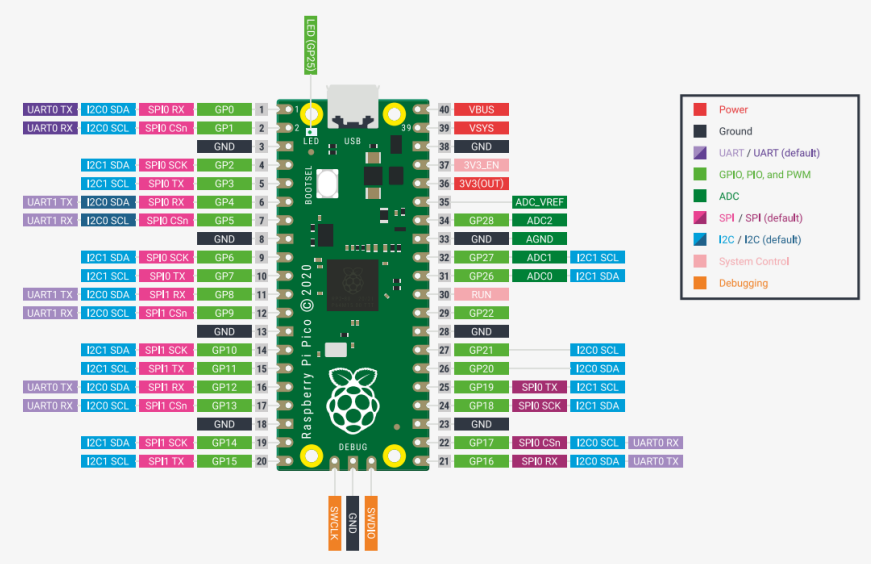 LED (GP25)
UART0 TX I2C0 SDA SPI0 RX GP0 1 1 40 VBUS
UART0 RX I2C0 SCL SPI0 CSn GP1 2 2 39 39 VSYS
GND 3 LED USB 38 GND
I2C1 SDA SPI0 SCK GP2 4 37 3V3_EN
I2C1 SCL SPI0 TX GP3 5 BOOTSEL 36 3V3(OUT)
UART1 TX I2C0 SDA SPI0 RX GP4 6 35 ADC_VREF
UART1 RX I2C0 SCL SPI0 CSn GP5 7 34 GP28 ADC2
GND 8 33 GND AGND
I2C1 SDA SPI0 SCK GP6 9 32 GP27 ADC1 I2C1 SCL
I2C1 SCL SPI0 TX GP7 10 31 GP26 ADC0 I2C1 SDA
UART1 TX I2C0 SDA SPI1 RX GP8 11 30 RUN
UART1 RX I2C0 SCL SPI1 CSn GP9 12 29 GP22
GND 13 28 GND
I2C1 SDA SPI1 SCK GP10 14 27 GP21 I2C0 SCL
I2C1 SCL SPI1 TX GP11 15 26 GP20 I2C0 SDA
UART0 TX I2C0 SDA SPI1 RX GP12 16 25 GP19 SPI0 TX I2C1 SCL
UART0 RX I2C0 SCL SPI1 CSn GP13 17 24 GP18 SPI0 SCK I2C1 SDA
GND 18 23 GND
I2C1 SDA SPI1 SCK GP14 19 22 GP17 SPI0 CSn I2C0 SCL UART0 RX
I2C1 SCL SPI1 TX GP15 20 21 GP16 SPI0 RX I2C0 SDA UART0 TX
Raspberry Pi Pico © 2020
DEBUG
SWCLK
GND
SWDIO
Power
Ground
UART / UART (default)
GPIO, PIO, and PWM
ADC
SPI / SPI (default)
I2C / I2C (default)
System Control
Debugging